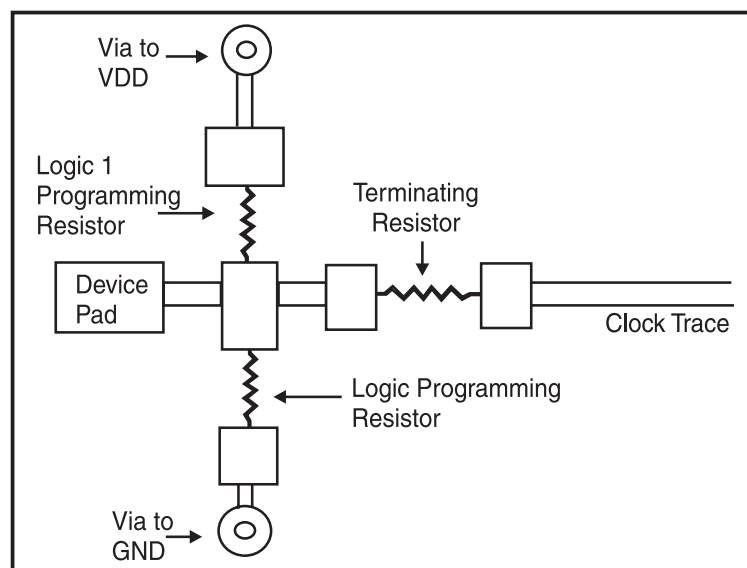 Via to
VDD
Logic 1
Programming
Resistor
Terminating
Resistor
Device
Pad
Clock Trace
Logic Programming
Resistor
Via to
GND